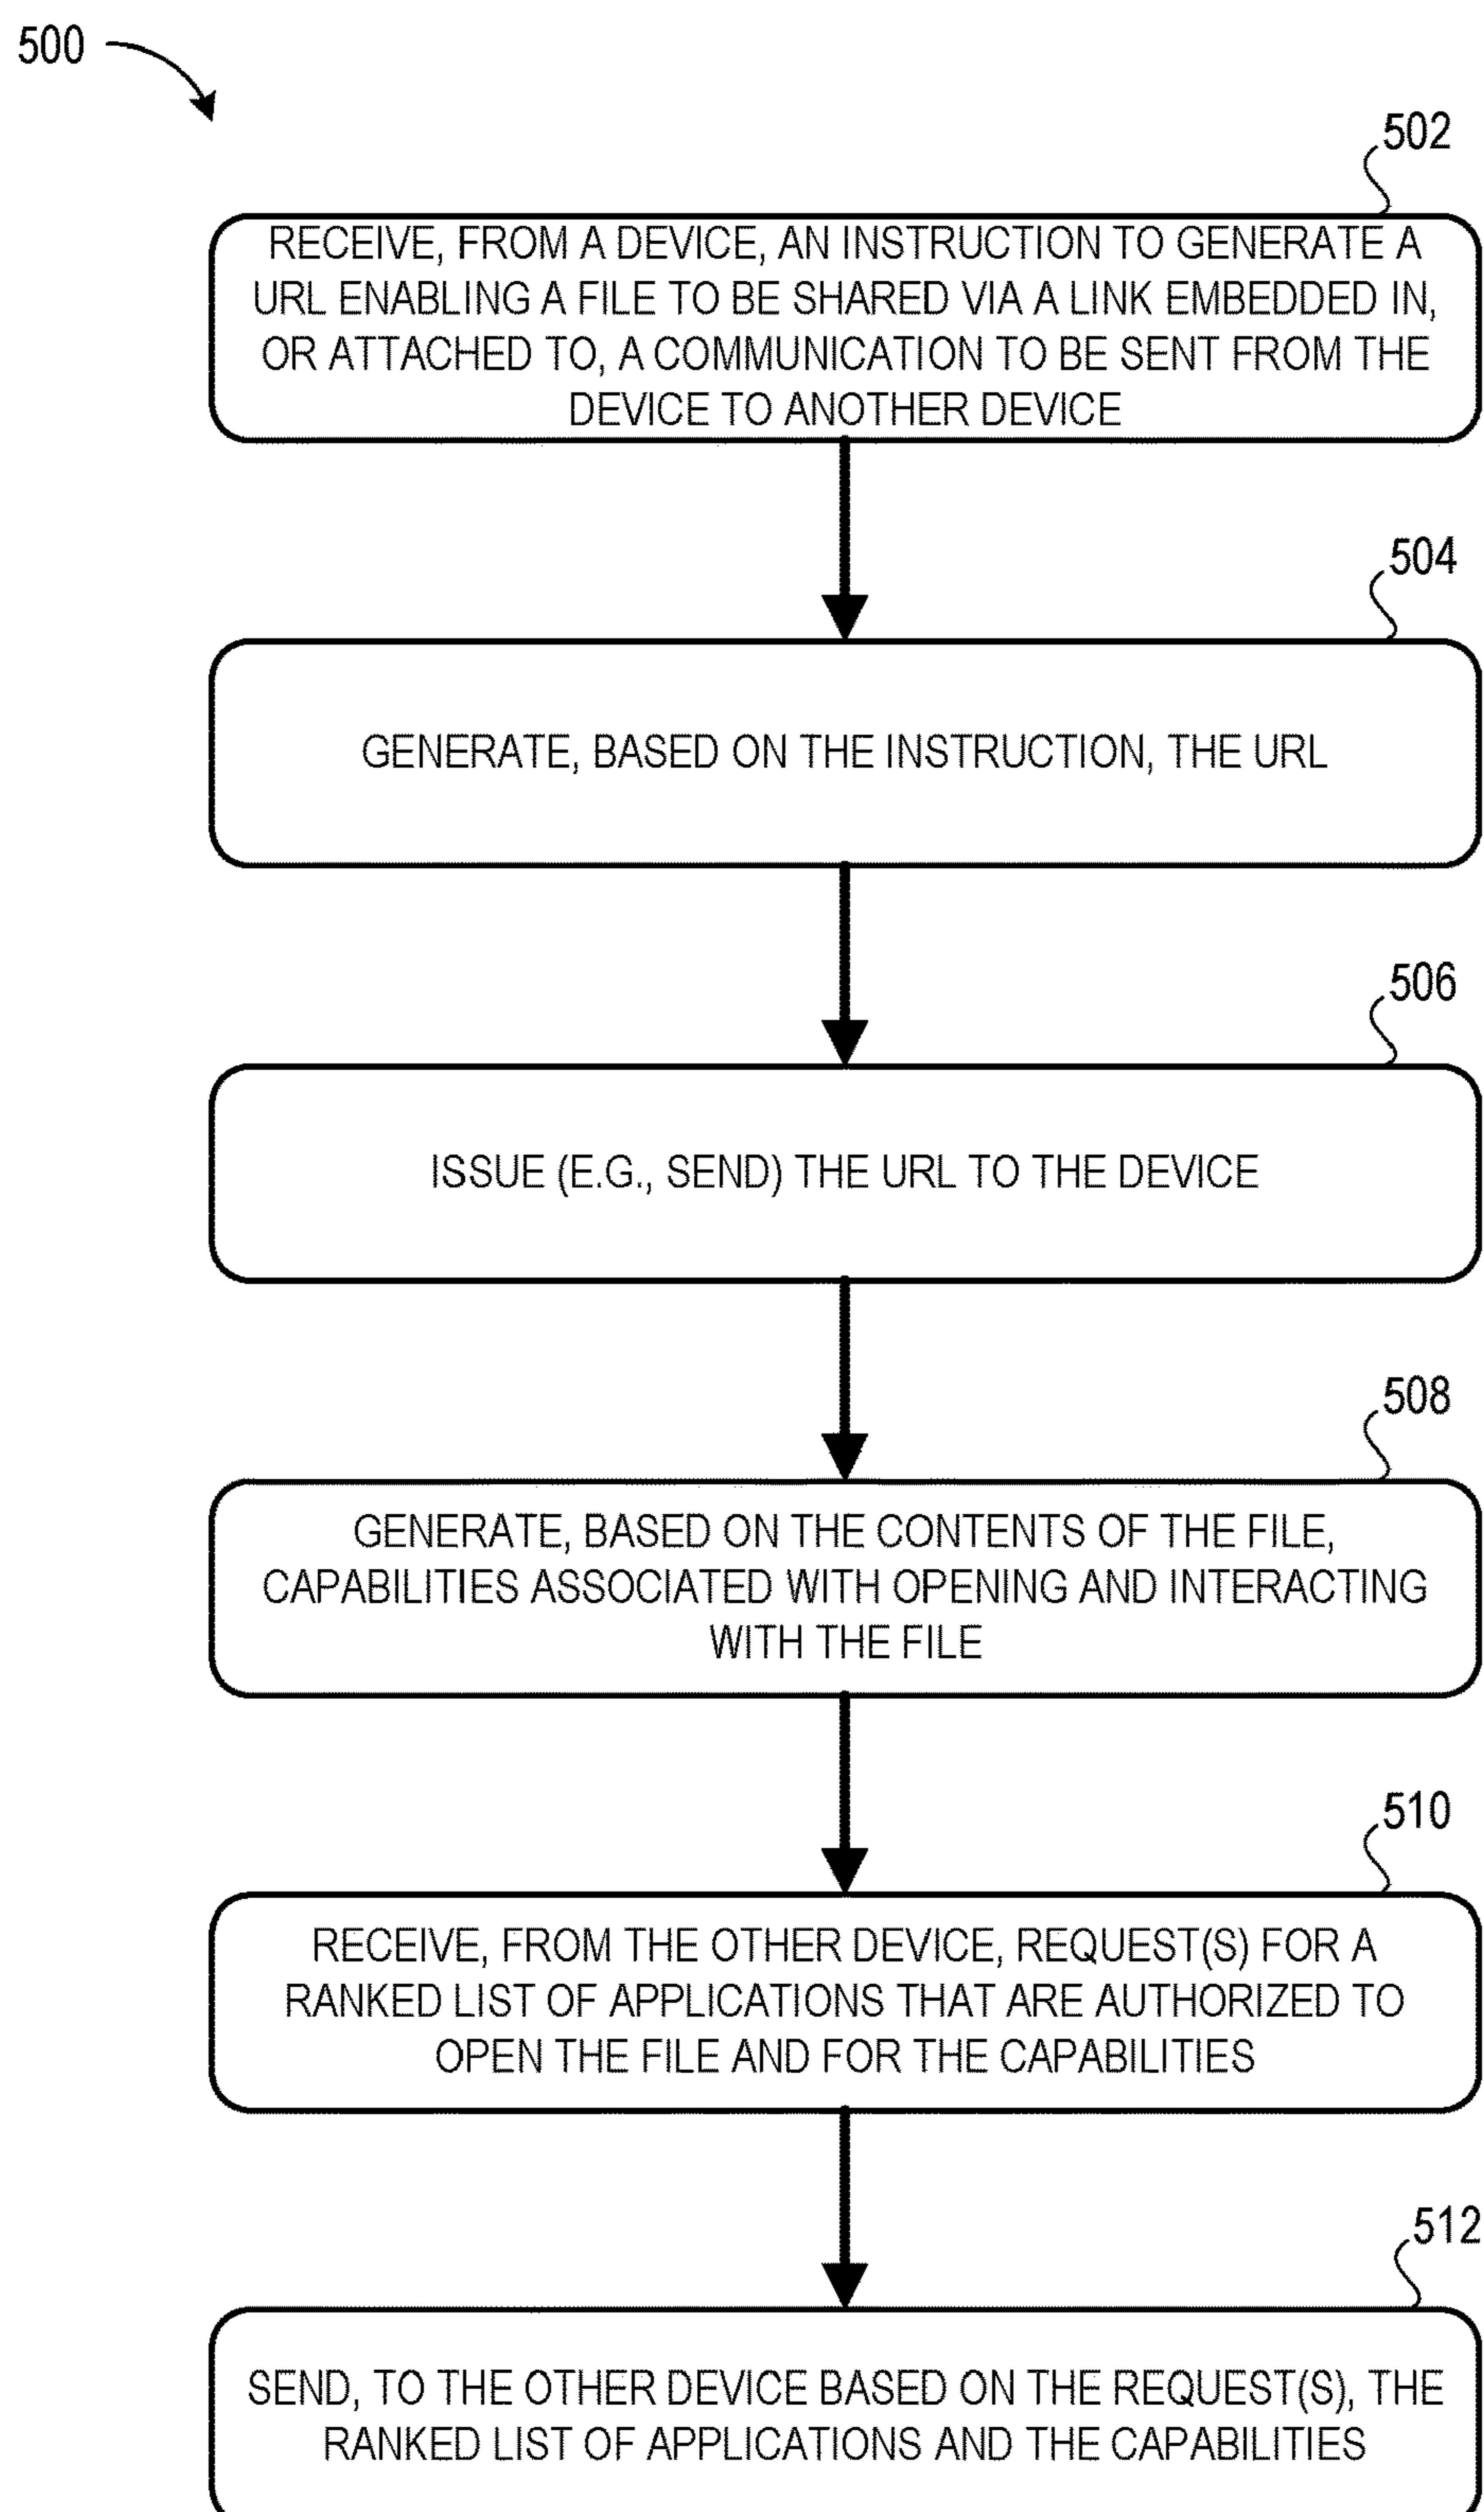 500
502
RECEIVE, FROM A DEVICE, AN INSTRUCTION TO GENERATE A
URL ENABLING A FILE TO BE SHARED VIA A LINK EMBEDDED IN,
OR ATTACHED TO, A COMMUNICATION TO BE SENT FROM THE
DEVICE TO ANOTHER DEVICE
504
GENERATE, BASED ON THE INSTRUCTION, THE URL
506
ISSUE (E.G., SEND) THE URL TO THE DEVICE
508
GENERATE, BASED ON THE CONTENTS OF THE FILE,
CAPABILITIES ASSOCIATED WITH OPENING AND INTERACTING
WITH THE FILE
510
RECEIVE, FROM THE OTHER DEVICE, REQUEST(S) FOR A
RANKED LIST OF APPLICATIONS THAT ARE AUTHORIZED TO
OPEN THE FILE AND FOR THE CAPABILITIES
512
SEND, TO THE OTHER DEVICE BASED ON THE REQUEST(S), THE
RANKED LIST OF APPLICATIONS AND THE CAPABILITIES